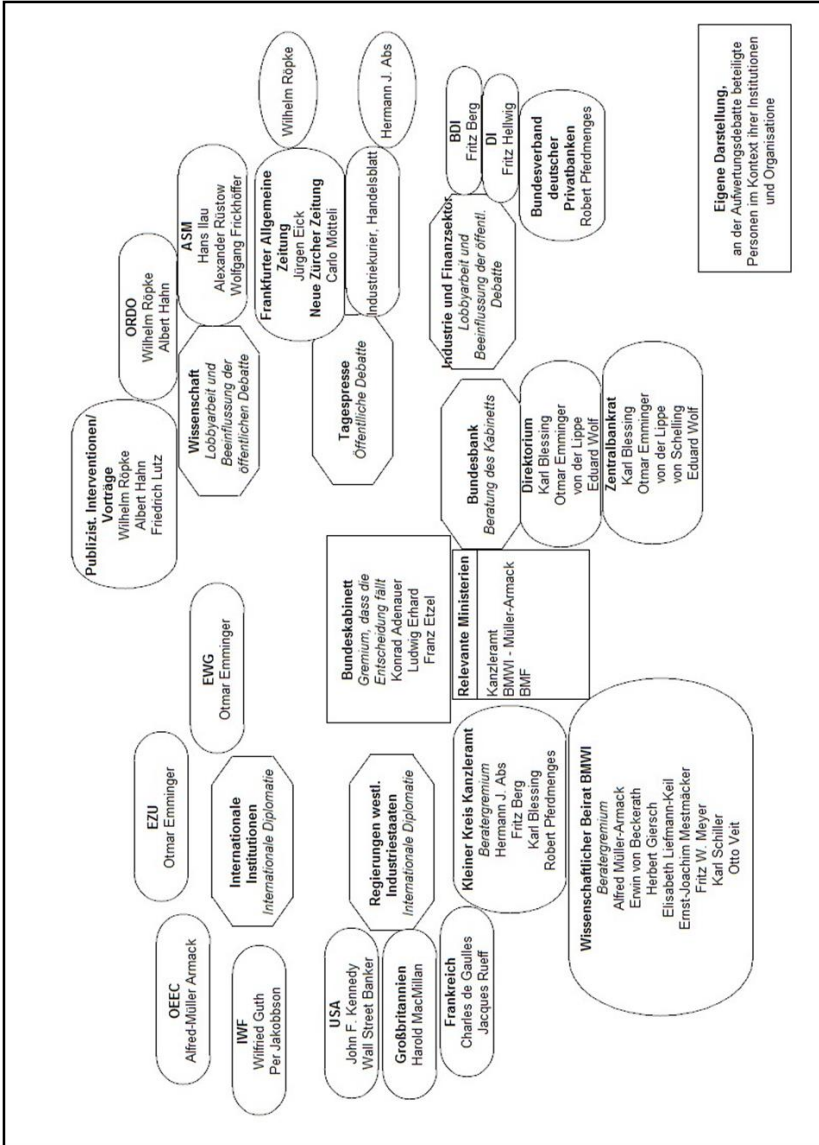 OEEC
Alfred-Müller Armack
EZU
Otmar Emminger
EWG
Otmar Emminger
IWF
Wilfried Guth
Per Jakobbson
Internationale
Institutionen
Internationale Diplomatie
Publizist. Interventionen/
Vorträge
Wilhelm Röpke
Albert Hahn
Friedrich Lutz
ORDO
Wilhelm Röpke
Albert Hahn
Wissenschaft
Lobbyarbeit und
Beeinflussung der
öffentlichen Debatte
ASM
Hans Ilau
Alexander Rüstow
Wolfgang Frickhöffer
Frankfurter Allgemeine
Zeitung
Jürgen Eick
Neue Zürcher Zeitung
Carlo Mötteli
Wilhelm Röpke
Tagespresse
Öffentlliche Debatte
Industriekurier, Handelsblatt
Hermann J. Abs
USA
John F. Kennedy
Wall Street Banker
Großbritannien
Harold MacMillan
Frankreich
Charles de Gaulles
Jacques Rueff
Regierungen westl.
Industriestaaten
Internationale Diplomatie
Bundeskabinett
Gremium, dass die
Entscheidung fällt
Konrad Adenauer
Ludwig Erhard
Franz Etzel
Relevante Ministerien
Kanzleramt
BMWI - Müller-Armack
BMF
Kleiner Kreis Kanzleramt
Beratergremium
Hermann J. Abs
Fritz Berg
Karl Blessing
Robert Pferdmenges
Wissenschaftlicher Beirat BMWI
Beratergremium
Alfred Müller-Armack
Erwin von Beckerath
Herbert Giersch
Elisabeth Liefmann-Keil
Ernst-Joachim Mestmäcker
Fritz W. Meyer
Karl Schiller
Otto Veit
Bundesbank
Beratung des Kabinetts
Direktorium
Karl Blessing
Otmar Emminger
von der Lippe
Eduard Wolf
Zentralbankrat
Karl Blessing
Otmar Emminger
von der Lippe
von Schelling
Eduard Wolf
Industrie und Finanzsektor
Lobbyarbeit und
Beeinflussung der öffentl.
Debatte
BDI
Fritz Berg
DI
Fritz Hellwig
Bundesverband
deutscher
Privatbanken
Robert Pferdmenges
Eigene Darstellung,
an der Aufwertungsdebatte beteiligte
Personen im Kontext ihrer Institutionen
und Organisatione